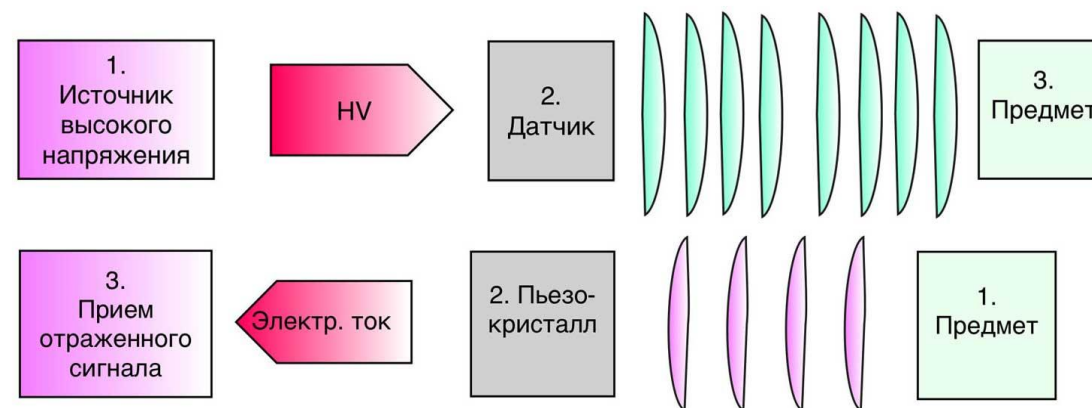 1.
Источник
высокого
напряжения
HV
2.
Датчик
3.
Предмет
3.
Прием
отраженного
сигнала
Электр. ток
2. Пьезо-
кристалл
1.
Предмет